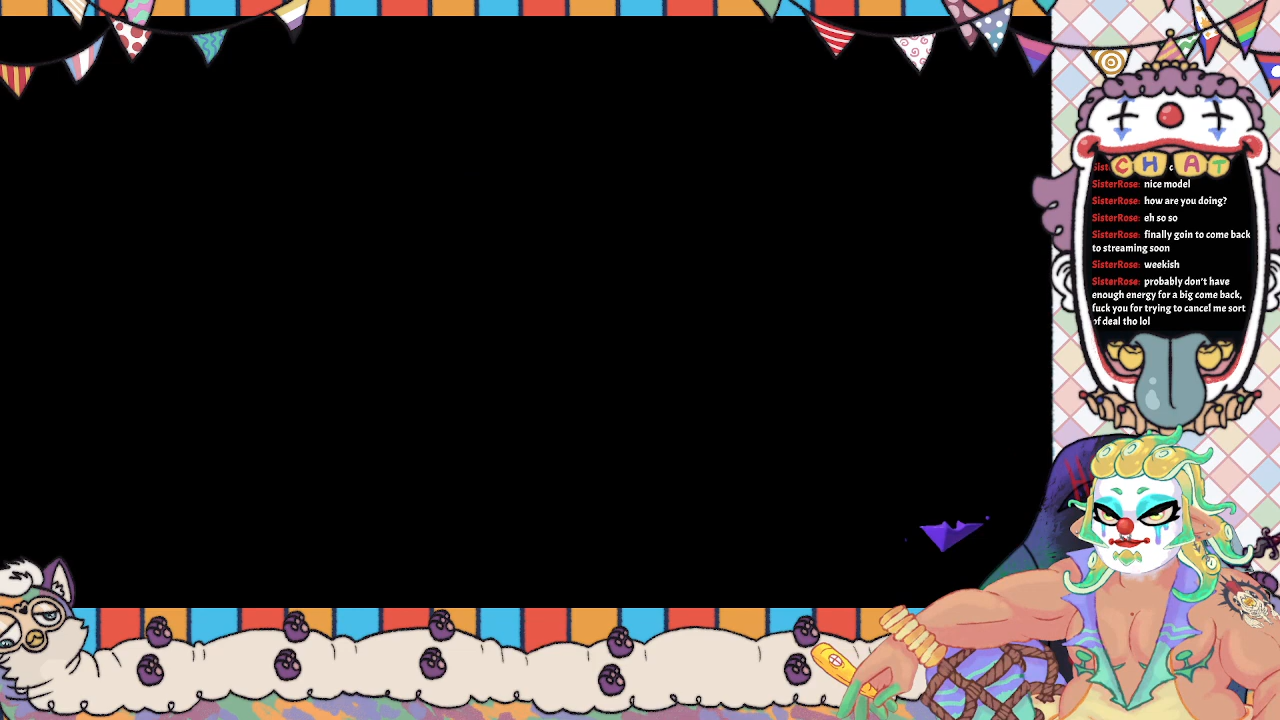 CHAT
SisterRose: nice model
SisterRose: how are you doing?
SisterRose: eh so so
SisterRose: finally goin to come back
to streaming soon
SisterRose: weekish
SisterRose: probably don't have
enough energy for a big come back,
fuck you for trying to cancel me sort
of deal tho lol